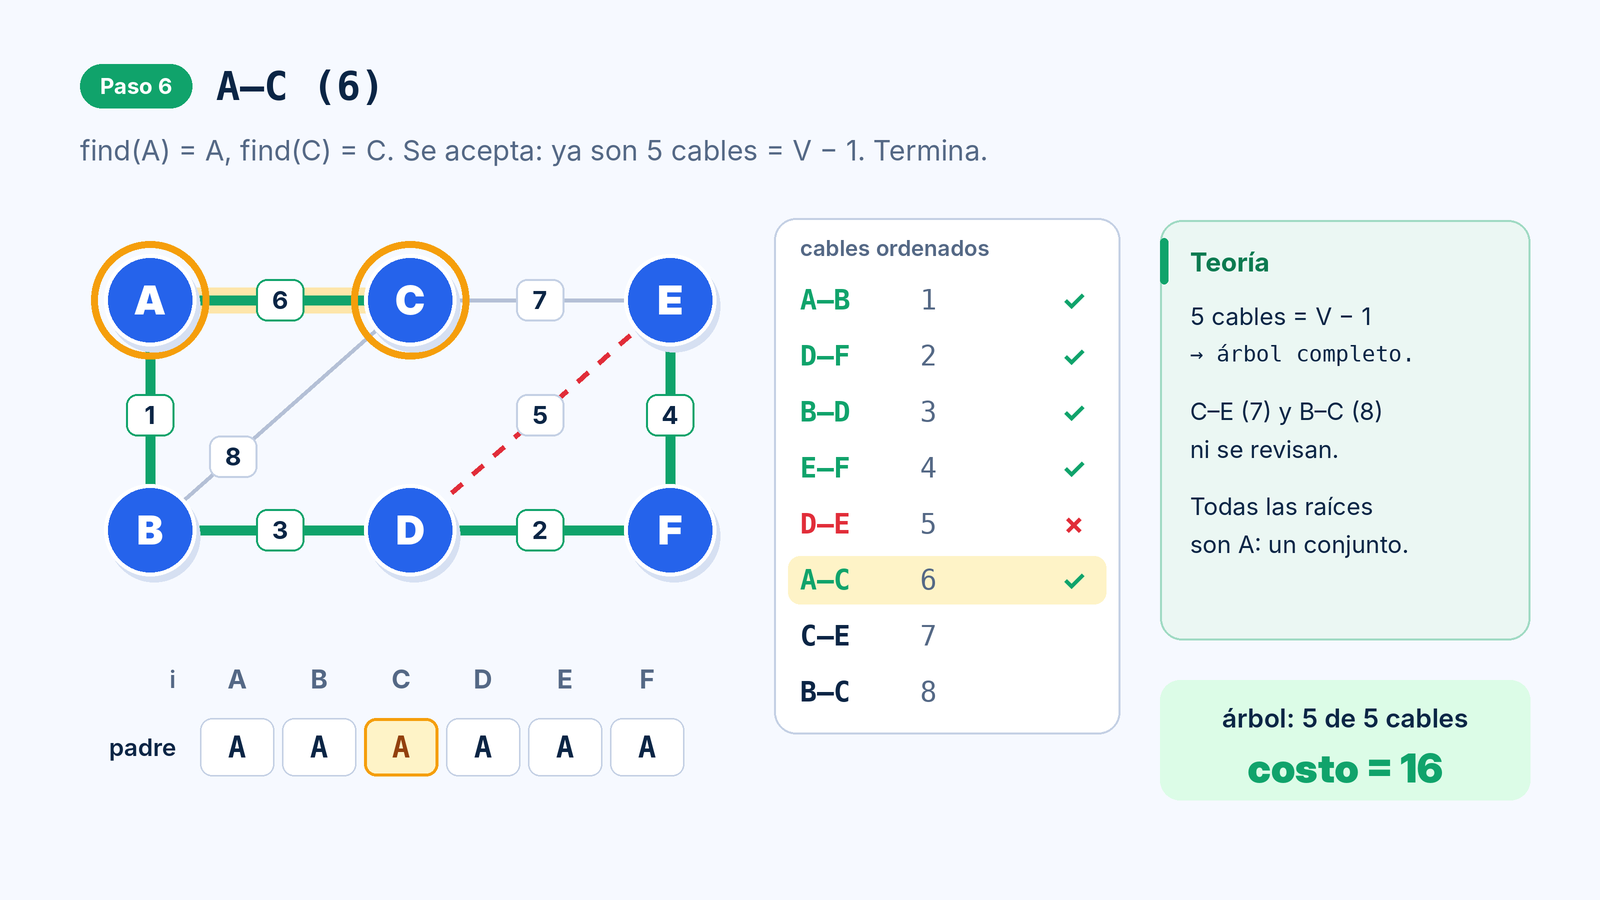 Paso 6
A—C (6)
find(A) = A, find(C) = C. Se acepta: ya son 5 cables = V − 1. Termina.
A
6
C
7
E
1
8
5
4
B
3
D
2
F
i A B C D E F
padre A A A A A A
cables ordenados
A—B 1 ✓
D—F 2 ✓
B—D 3 ✓
E—F 4 ✓
D—E 5 ×
A—C 6 ✓
C—E 7
B—C 8
Teoría
5 cables = V − 1
→ árbol completo.
C–E (7) y B–C (8)
ni se revisan.
Todas las raíces
son A: un conjunto.
árbol: 5 de 5 cables
costo = 16